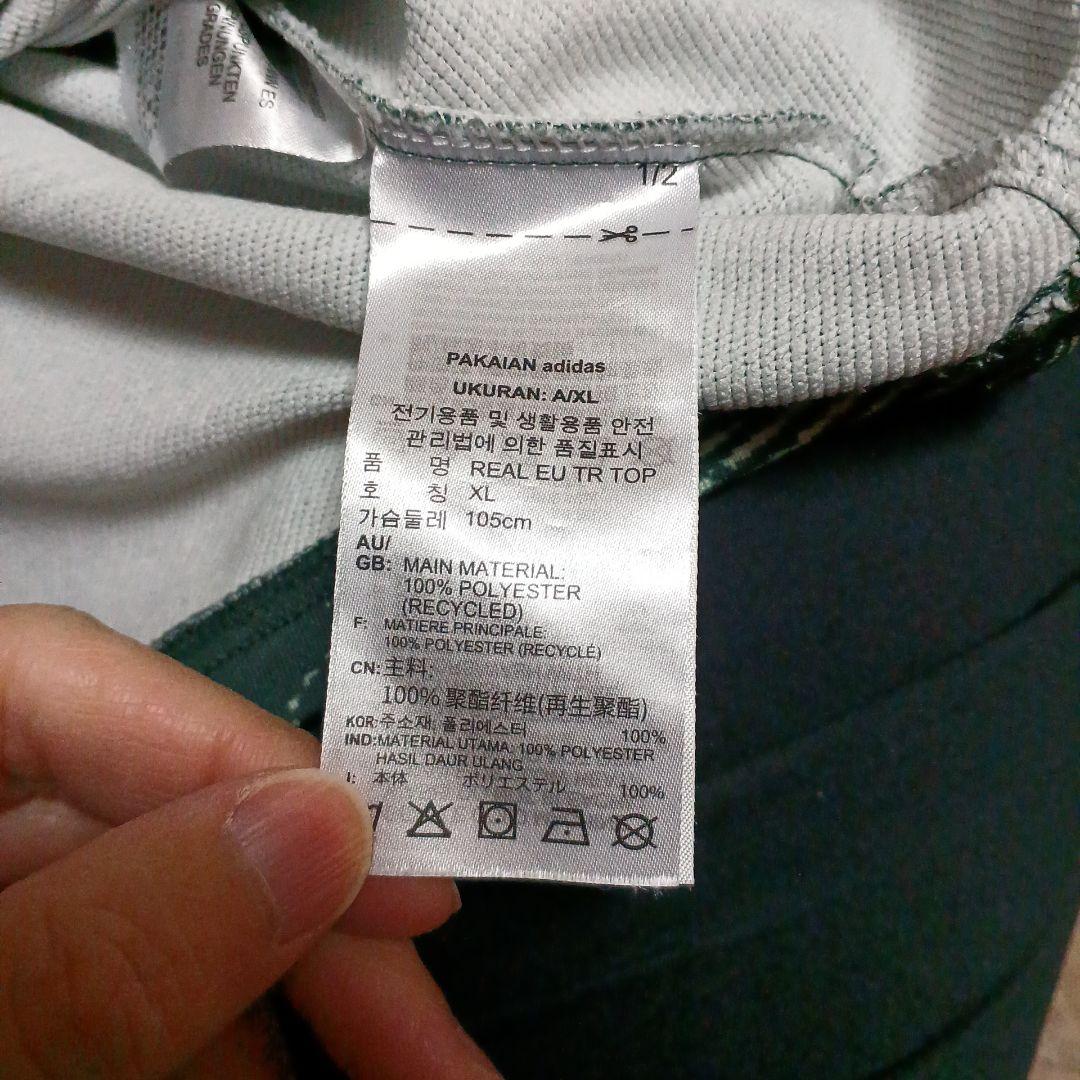 NUNGEN
GRADES
1/2
PAKAIAN adidas
UKURAN: A/XL
전기용품 및 생활용품 안전
관리법에 의한 품질표시
품 명 REAL EU TR TOP
호 칭 XL
가슴둘레 105cm
AU/
GB: MAIN MATERIAL:
100% POLYESTER
(RECYCLED)
F: MATIERE PRINCIPALE:
100% POLYESTER (RECYCLÉ)
CN: 主料:
100% 聚酯纤维(再生聚酯)
KOR: 주소재: 폴리에스터 100%
IND: MATERIAL UTAMA: 100% POLYESTER
HASIL DAUR ULANG
本体 ポリエステル 100%